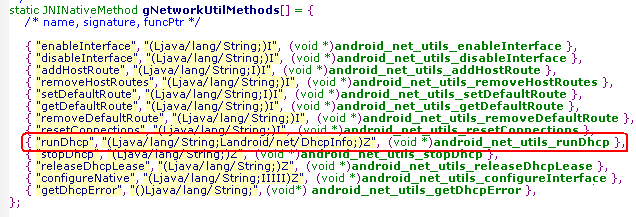 static JNINativeMethod gNetworkUtilMethods[] = {
/* name, signature, funcPtr */
{ "enableInterface", "(Ljava/lang/String;)I", (void *)android_net_utils_enableInterface },
{ "disableInterface", "(Ljava/lang/String;)I", (void *)android_net_utils_disableInterface },
{ "addHostRoute", "(Ljava/lang/String;I)I", (void *)android_net_utils_addHostRoute },
{ "removeHostRoutes", "(Ljava/lang/String;)I", (void *)android_net_utils_removeHostRoutes },
{ "setDefaultRoute", "(Ljava/lang/String;I)I", (void *)android_net_utils_setDefaultRoute },
{ "getDefaultRoute", "(Ljava/lang/String;)I", (void *)android_net_utils_getDefaultRoute },
{ "removeDefaultRoute", "(Ljava/lang/String;)I", (void *)android_net_utils_removeDefaultRoute },
{ "resetConnections", "(Ljava/lang/String;)I", (void *)android_net_utils_resetConnections },
{ "runDhcp", "(Ljava/lang/String;Landroid/net/DhcpInfo;)Z", (void *)android_net_utils_runDhcp },
{ "stopDhcp", "(Ljava/lang/String;)Z", (void *)android_net_utils_stopDhcp },
{ "releaseDhcpLease", "(Ljava/lang/String;)Z", (void *)android_net_utils_releaseDhcpLease },
{ "configureNative", "(Ljava/lang/String;IIIII)Z", (void *)android_net_utils_configureInterface },
{ "getDhcpError", "()Ljava/lang/String;", (void*) android_net_utils_getDhcpError },
};